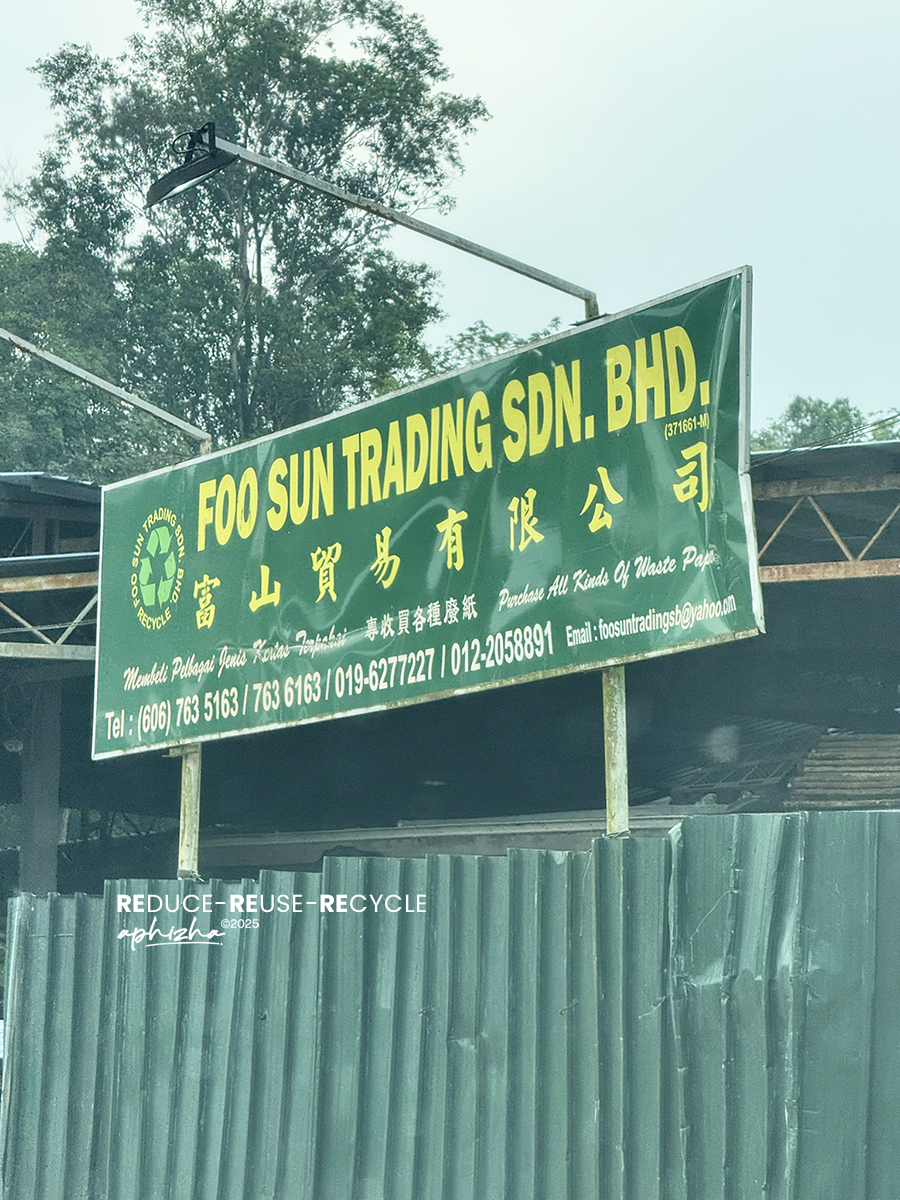 FOO SUN TRADING SDN. BHD.
(371661-M)
FOO SUN TRADING SDN. BHD.
RECYCLE
富山貿易有限公司
Membeli Pelbagai Jenis Kertas Terpakai 專收買各種廢紙 Purchase All Kinds Of Waste Paper
Tel : (606) 763 5163 / 763 6163 / 019-6277227 / 012-2058891 Email : foosuntradingsb@yahoo.com
REDUCE-REUSE-RECYCLE
aphizha ©2025